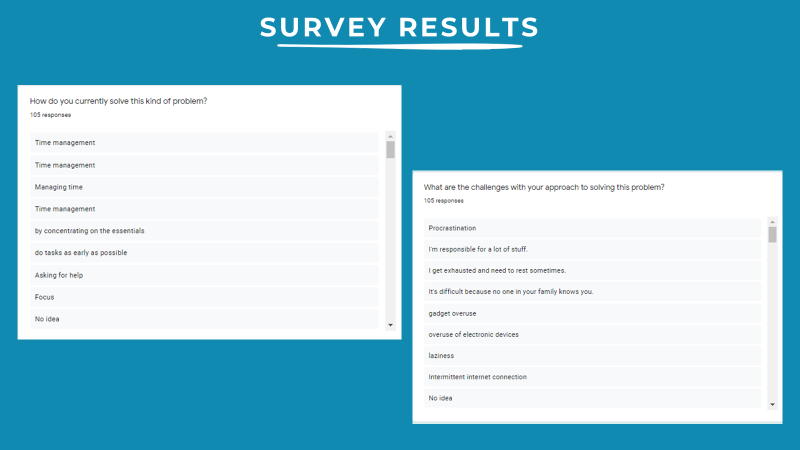 SURVEY RESULTS
How do you currently solve this kind of problem?
105 responses
Time management
Time management
Managing time
Time management
by concentrating on the essentials
do tasks as early as possible
Asking for help
Focus
No idea
What are the challenges with your approach to solving this problem?
105 responses
Procrastination
I'm responsible for a lot of stuff.
I get exhausted and need to rest sometimes.
It's difficult because no one in your family knows you.
gadget overuse
overuse of electronic devices
laziness
Intermittent internet connection
No idea